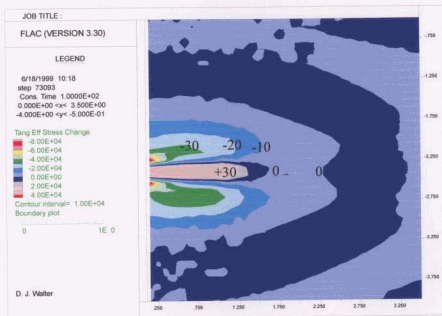 JOB TITLE :
FLAC (VERSION 3.30)
LEGEND
6/18/1999 10:18
step 73093
Cons. Time 1.0000E+02
0.000E+00 <x< 3.500E+00
-4.000E+00 <y< -5.000E-01
Tang Eff Stress Change
-8.00E+04
-6.00E+04
-4.00E+04
-2.00E+04
0.00E+00
2.00E+04
4.00E+04
Contour interval= 1.00E+04
Boundary plot
0 1E 0
D. J. Walter
-30 -20 -10
+30 0 0
-.750
-1.250
-1.750
-2.250
-2.750
-3.250
-3.750
.250 .750 1.250 1.750 2.250 2.750 3.250